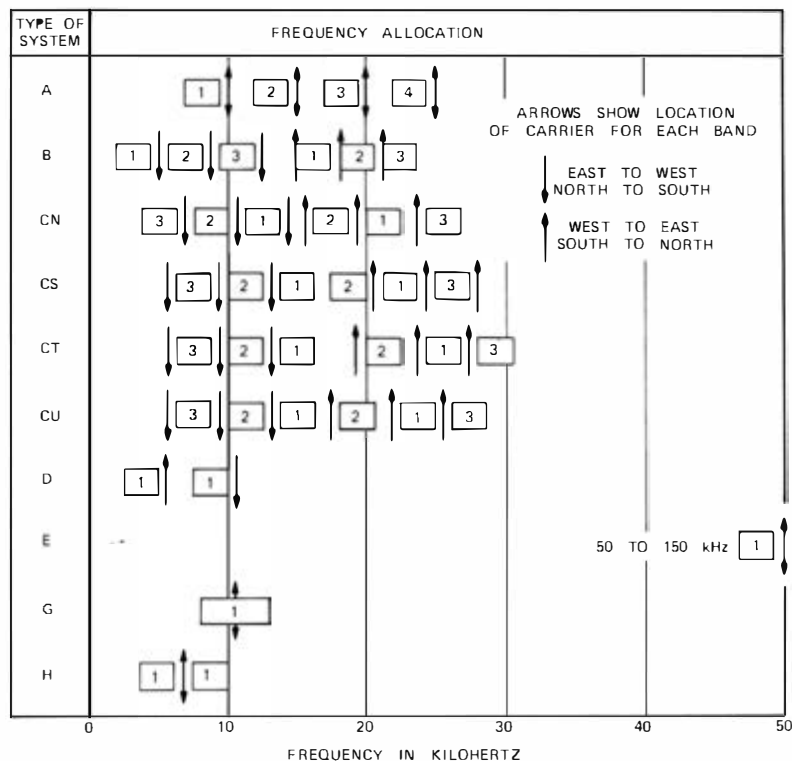 TYPE OF
SYSTEM
FREQUENCY ALLOCATION
A
1 2 3 4
ARROWS SHOW LOCATION
OF CARRIER FOR EACH BAND
B
1 2 3 1 2 3
EAST TO WEST
NORTH TO SOUTH
CN
3 2 1 2 1 3
WEST TO EAST
SOUTH TO NORTH
CS
3 2 1 2 1 3
CT
3 2 1 2 1 3
CU
3 2 1 2 1 3
D
1 1
E
50 TO 150 kHz 1
G
1
H
1 1
0 10 20 30 40 50
FREQUENCY IN KILOHERTZ